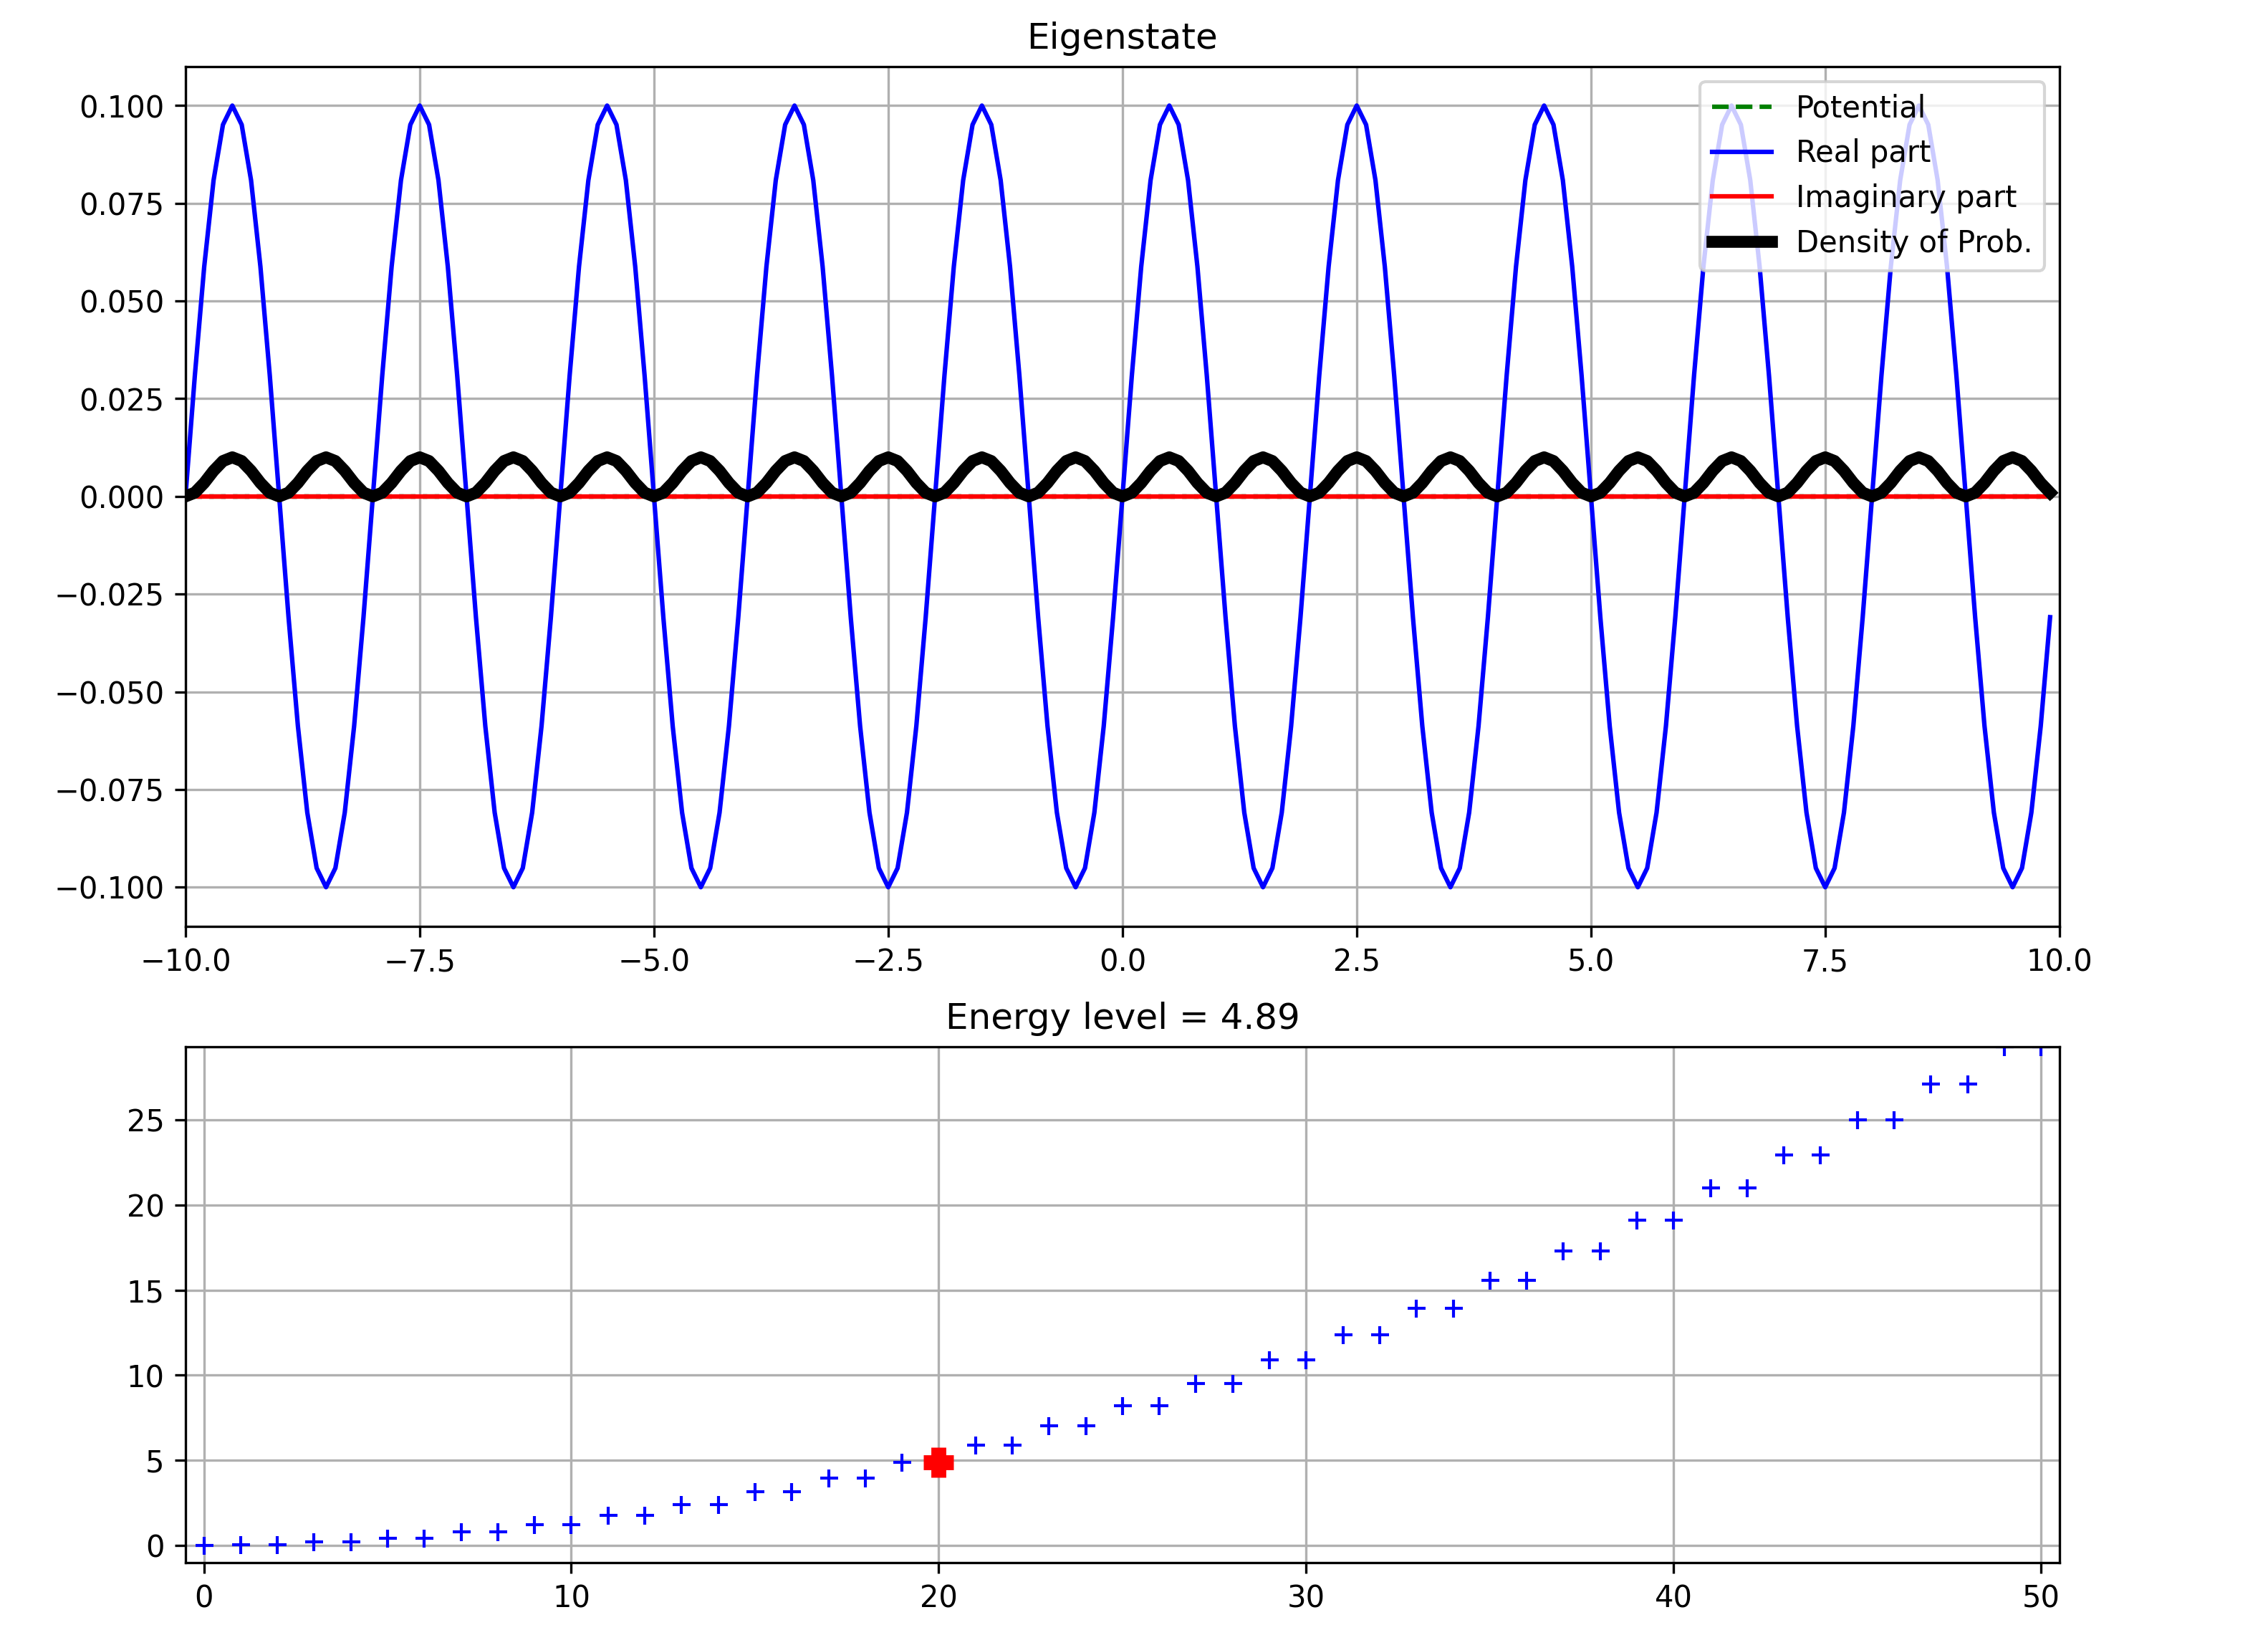 Eigenstate
Potential
Real part
Imaginary part
Density of Prob.
0.100
0.075
0.050
0.025
0.000
−0.025
−0.050
−0.075
−0.100
−10.0 −7.5 −5.0 −2.5 0.0 2.5 5.0 7.5 10.0
Energy level = 4.89
25
20
15
10
5
0
0 10 20 30 40 50